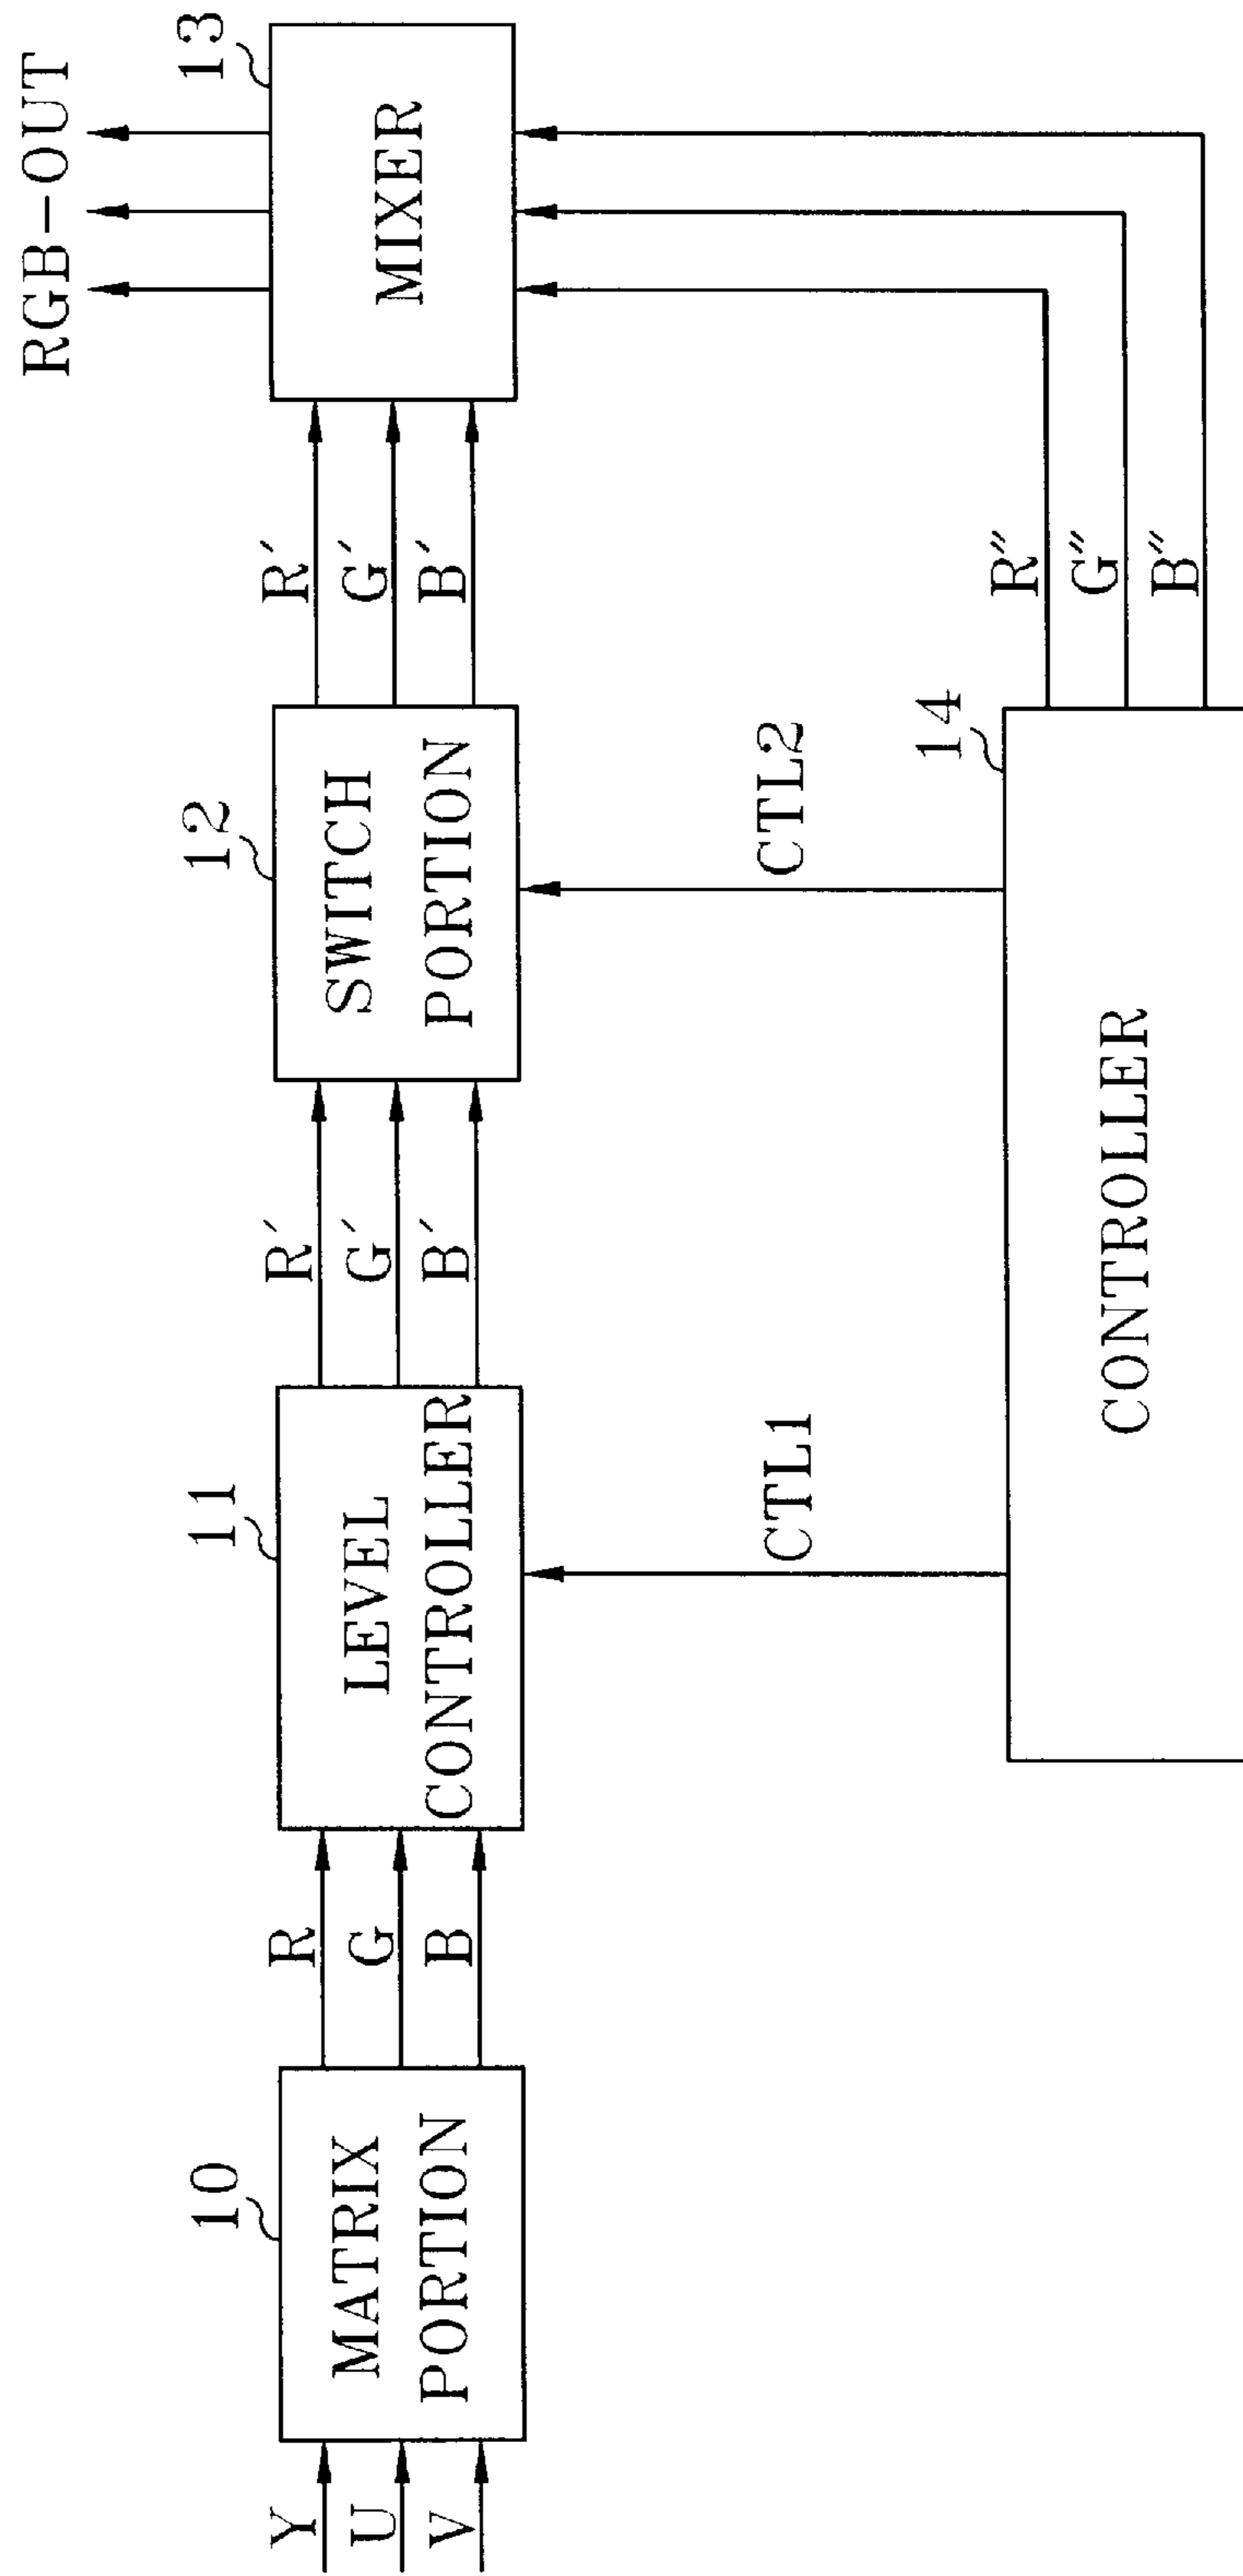 RGB-OUT
10
11
12
13
Y
U
V
MATRIX
PORTION
R
G
B
LEVEL
CONTROLLER
R′
G′
B′
SWITCH
PORTION
R′
G′
B′
MIXER
CTL1
CTL2
14
CONTROLLER
R″
G″
B″